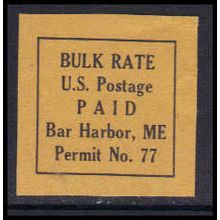 BULK RATE
U.S. Postage
PAID
Bar Harbor, ME
Permit No. 77